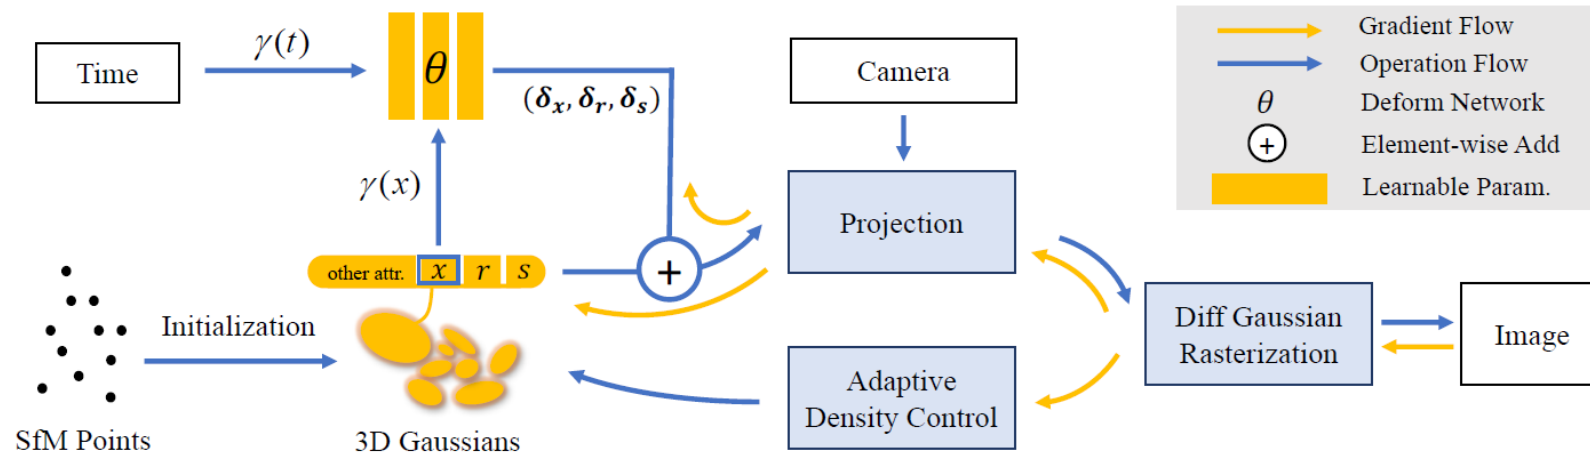 Time
γ(t)
θ
(δx, δr, δs)
γ(x)
other attr. x r s
+
SfM Points
Initialization
3D Gaussians
Camera
Projection
Adaptive
Density Control
Diff Gaussian
Rasterization
Image
Gradient Flow
Operation Flow
θ Deform Network
+ Element-wise Add
Learnable Param.